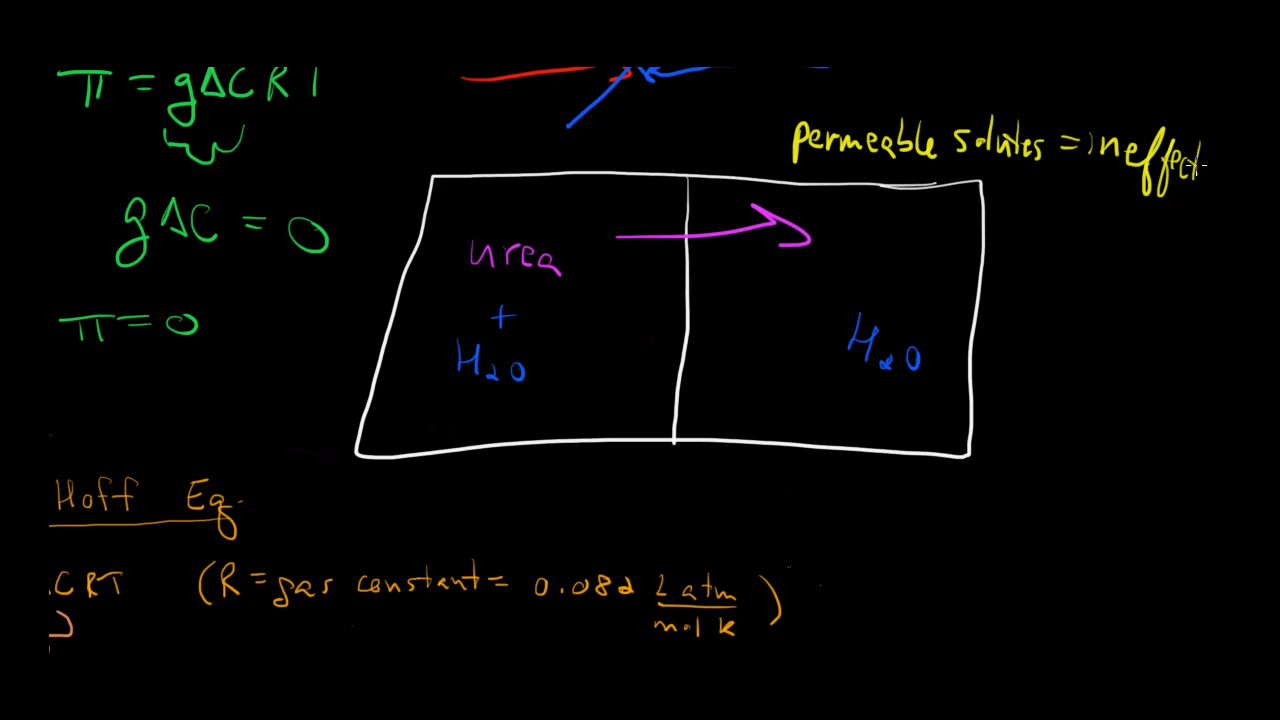 π = gΔCRT
permeable solutes = ineffect
gΔC = 0
urea
+
H2O
H2O
π = 0
Hoff Eq.
CRT (R = gas constant = 0.082 L atm / mol K)